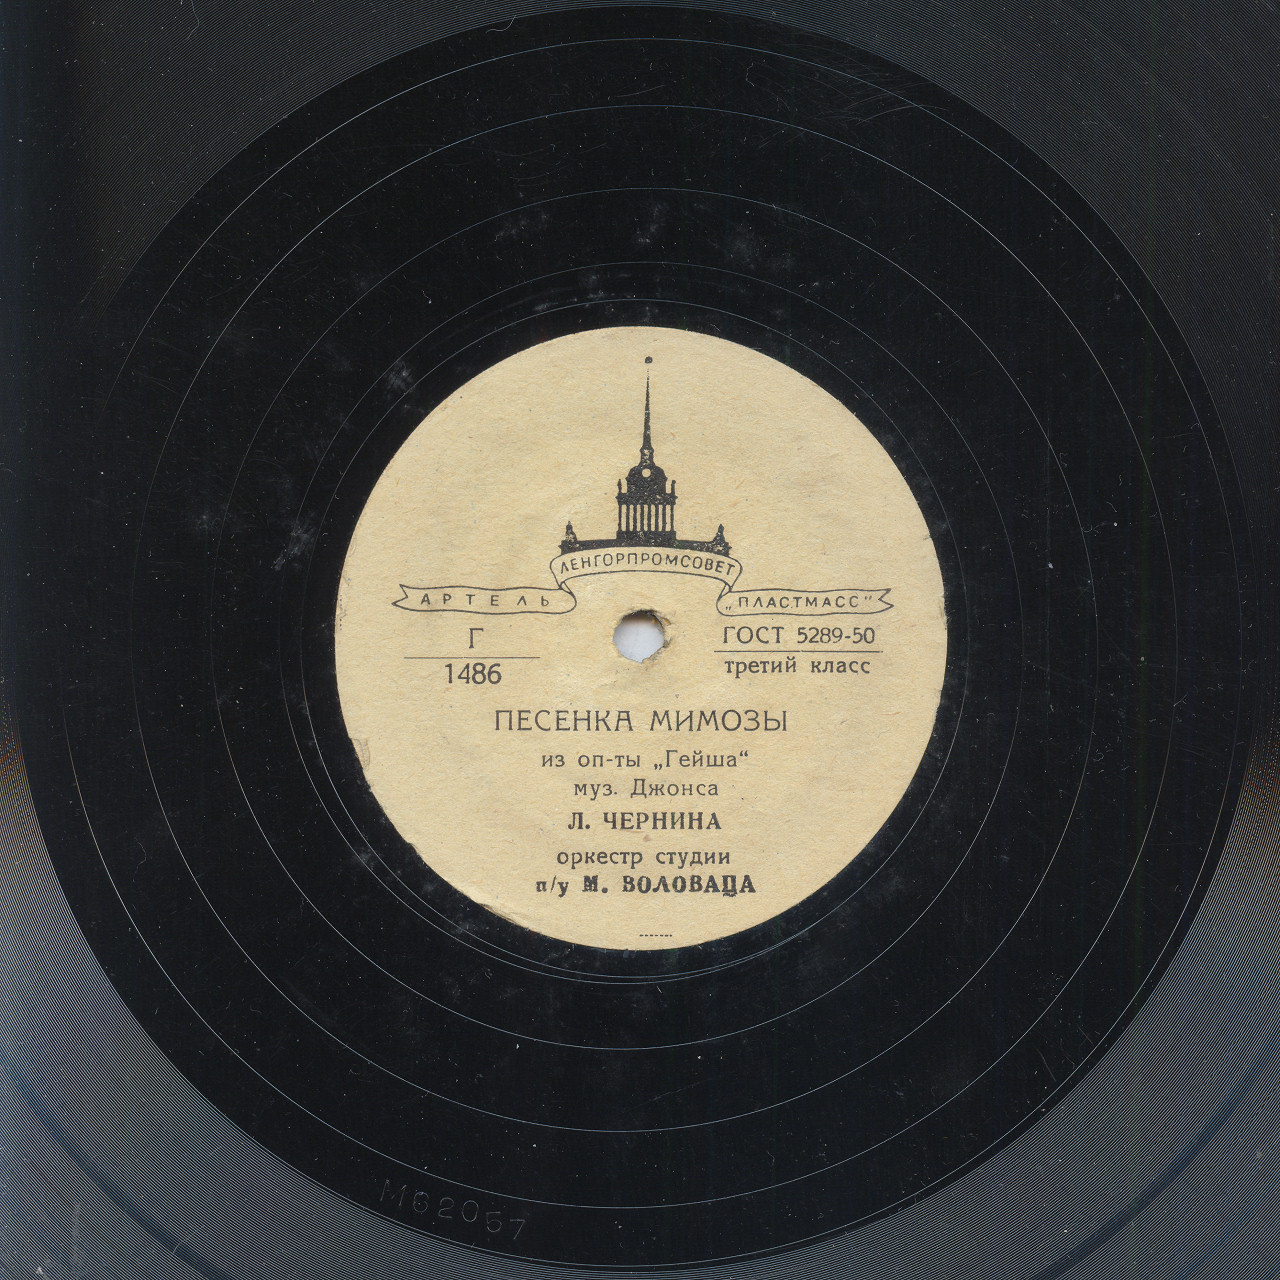 ЛЕНГОРПРОМСОВЕТ
АРТЕЛЬ „ПЛАСТМАСС"
Г
1486
ГОСТ 5289-50
третий класс
ПЕСЕНКА МИМОЗЫ
из оп-ты „Гейша“
муз. Джонса
Л. ЧЕРНИНА
оркестр студии
п/у М. ВОЛОВАЦА
М62057